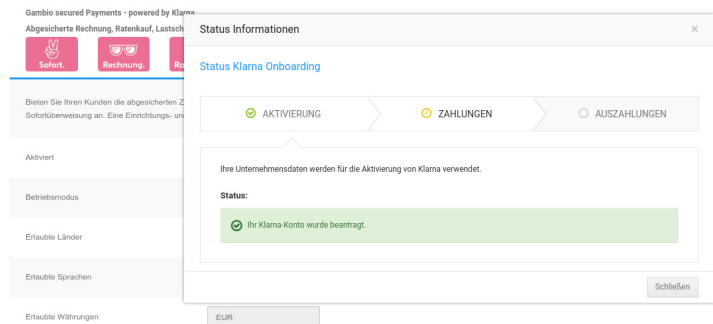 Gambio secured Payments - powered by Klarna
Abgesicherte Rechnung, Ratenkauf, Lastsch
Sofort.
Rechnung.
Ra
Bieten Sie Ihren Kunden die abgesicherten Z
Sofortüberweisung an. Eine Einrichtungs- un
Aktiviert
Betriebsmodus
Erlaubte Länder
Erlaubte Sprachen
Erlaubte Währungen
EUR
Status Informationen
×
Status Klarna Onboarding
AKTIVIERUNG
ZAHLUNGEN
AUSZAHLUNGEN
Ihre Unternehmensdaten werden für die Aktivierung von Klarna verwendet.
Status:
Ihr Klarna-Konto wurde beantragt.
Schließen